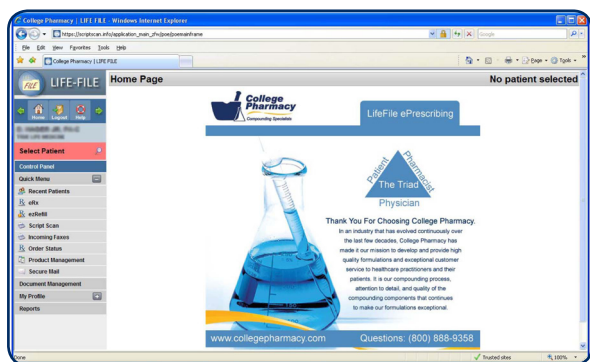 College Pharmacy | LIFE FILE - Windows Internet Explorer
https://scriptscan.info/application_main_zfw/poe/poemainframe
Google
File Edit View Favorites Tools Help
College Pharmacy | LIFE FILE
Page Tools
FILE LIFE-FILE
Home Page
No patient selected
Home Logout Help
Select Patient
Control Panel
Quick Menu
Recent Patients
eRx
ezRefill
Script Scan
Incoming Faxes
Order Status
Product Management
Secure Mail
Document Management
My Profile
Reports
College
Pharmacy
Compounding Specialists
LifeFile ePrescribing
Patient
Pharmacist
The Triad
Physician
Thank You For Choosing College Pharmacy.
In an industry that has evolved continuously over
the last few decades, College Pharmacy has
made it our mission to develop and provide high
quality formulations and exceptional customer
service to healthcare practitioners and their
patients. It is our compounding process,
attention to detail, and quality of the
compounding components that continues
to make our formulations exceptional.
www.collegepharmacy.com
Questions: (800) 888-9358
Done
Trusted sites
100%